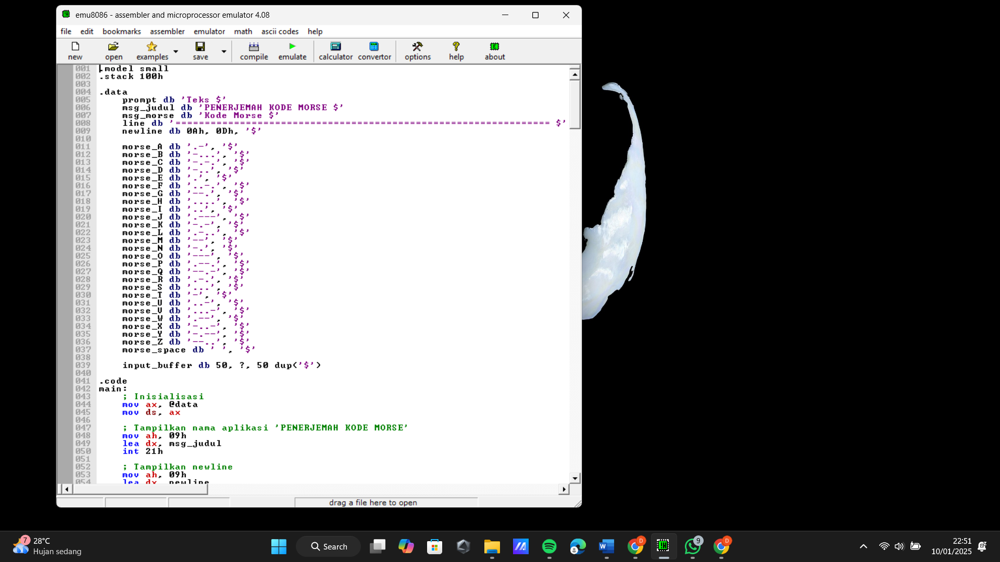 emu8086 - assembler and microprocessor emulator 4.08
file edit bookmarks assembler emulator math ascii codes help
new open examples save compile emulate calculator convertor options help about
001 .model small
002 .stack 100h
003
004 .data
005 prompt db 'Teks $'
006 msg_judul db 'PENERJEMAH KODE MORSE $'
007 msg_morse db 'Kode Morse $'
008 line db '================================================================ $'
009 newline db 0Ah, 0Dh, '$'
010
011 morse_A db '.-', '$'
012 morse_B db '-...', '$'
013 morse_C db '-.-.', '$'
014 morse_D db '-..', '$'
015 morse_E db '.', '$'
016 morse_F db '..-.', '$'
017 morse_G db '--.', '$'
018 morse_H db '....', '$'
019 morse_I db '..', '$'
020 morse_J db '.---', '$'
021 morse_K db '-.-', '$'
022 morse_L db '.-..', '$'
023 morse_M db '--', '$'
024 morse_N db '-.', '$'
025 morse_O db '---', '$'
026 morse_P db '.--.', '$'
027 morse_Q db '--.-', '$'
028 morse_R db '.-.', '$'
029 morse_S db '...', '$'
030 morse_T db '-', '$'
031 morse_U db '..-', '$'
032 morse_V db '...-', '$'
033 morse_W db '.--', '$'
034 morse_X db '-..-', '$'
035 morse_Y db '-.--', '$'
036 morse_Z db '--..', '$'
037 morse_space db ' ', '$'
038
039 input_buffer db 50, ?, 50 dup('$')
040
041 .code
042 main:
043 ; Inisialisasi
044 mov ax, @data
045 mov ds, ax
046
047 ; Tampilkan nama aplikasi 'PENERJEMAH KODE MORSE'
048 mov ah, 09h
049 lea dx, msg_judul
050 int 21h
051
052 ; Tampilkan newline
053 mov ah, 09h
054 lea dx, newline
drag a file here to open
7 28°C
Hujan sedang
Search
W
D
9
D
22:51
10/01/2025